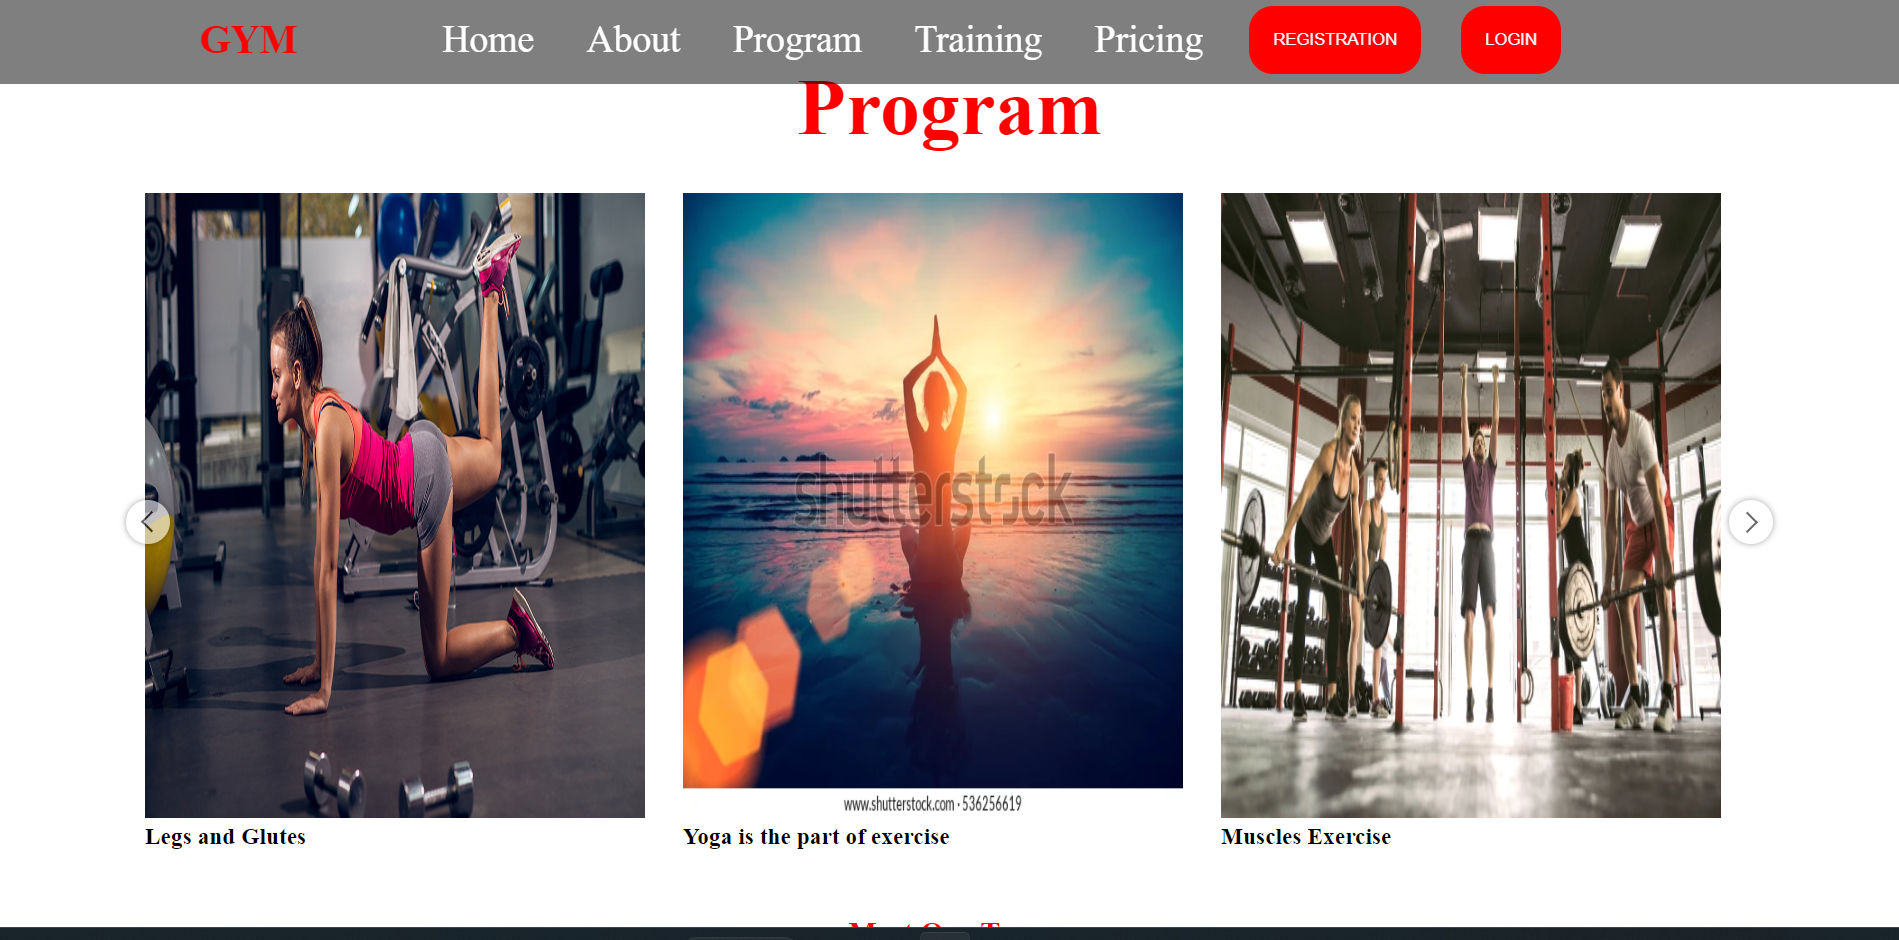 GYM Home About Program Training Pricing REGISTRATION LOGIN
Program
shutterstock
www.shutterstock.com · 536256619
Legs and Glutes Yoga is the part of exercise Muscles Exercise